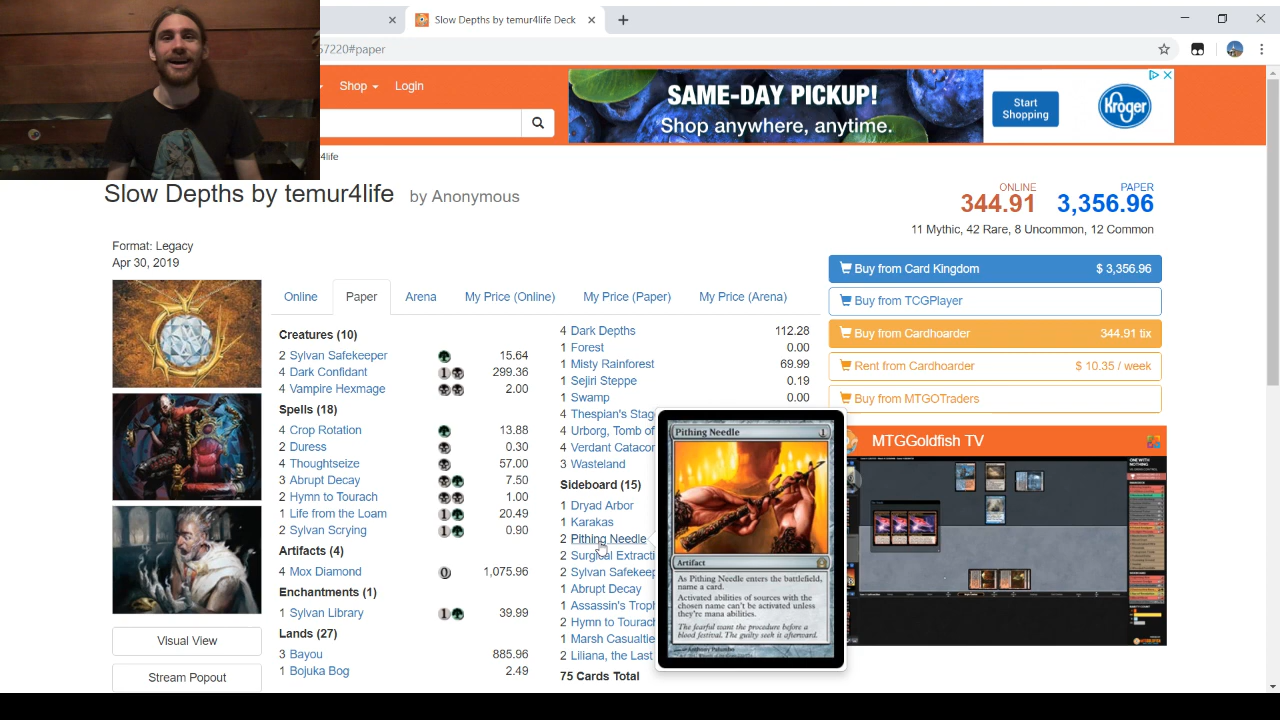 Slow Depths by temur4life Deck
7220#paper
Shop
Login
SAME-DAY PICKUP!
Shop anywhere, anytime.
Start
Shopping
Kroger
4life
Slow Depths by temur4life by Anonymous
ONLINE
344.91
PAPER
3,356.96
11 Mythic, 42 Rare, 8 Uncommon, 12 Common
Format: Legacy
Apr 30, 2019
Online
Paper
Arena
My Price (Online)
My Price (Paper)
My Price (Arena)
Creatures (10)
2 Sylvan Safekeeper 15.64
4 Dark Confidant 1 299.36
4 Vampire Hexmage 2.00
Spells (18)
4 Crop Rotation 13.88
2 Duress 0.30
4 Thoughtseize 57.00
3 Abrupt Decay 7.50
2 Hymn to Tourach 1.00
1 Life from the Loam 1 20.49
2 Sylvan Scrying 1 0.90
Artifacts (4)
4 Mox Diamond 0 1,075.96
Enchantments (1)
1 Sylvan Library 1 39.99
Lands (27)
3 Bayou 885.96
1 Bojuka Bog 2.49
4 Dark Depths 112.28
1 Forest 0.00
1 Misty Rainforest 69.99
1 Sejiri Steppe 0.19
1 Swamp 0.00
4 Thespian's Stag
4 Urborg, Tomb of
4 Verdant Catacor
3 Wasteland
Sideboard (15)
1 Dryad Arbor
1 Karakas
2 Pithing Needle
2 Surgical Extracti
2 Sylvan Safekeep
1 Abrupt Decay
1 Assassin's Troph
2 Hymn to Tourach
1 Marsh Casualtie
2 Liliana, the Last
75 Cards Total
Pithing Needle 1
Artifact
As Pithing Needle enters the battlefield,
name a card.
Activated abilities of sources with the
chosen name can't be activated unless
they're mana abilities.
The fearful want the procedure before a
blood festival. The guilty seek it afterward.
Buy from Card Kingdom $ 3,356.96
Buy from TCGPlayer
Buy from Cardhoarder 344.91 tix
Rent from Cardhoarder $ 10.35 / week
Buy from MTGOTraders
MTGGoldfish TV
Visual View
Stream Popout